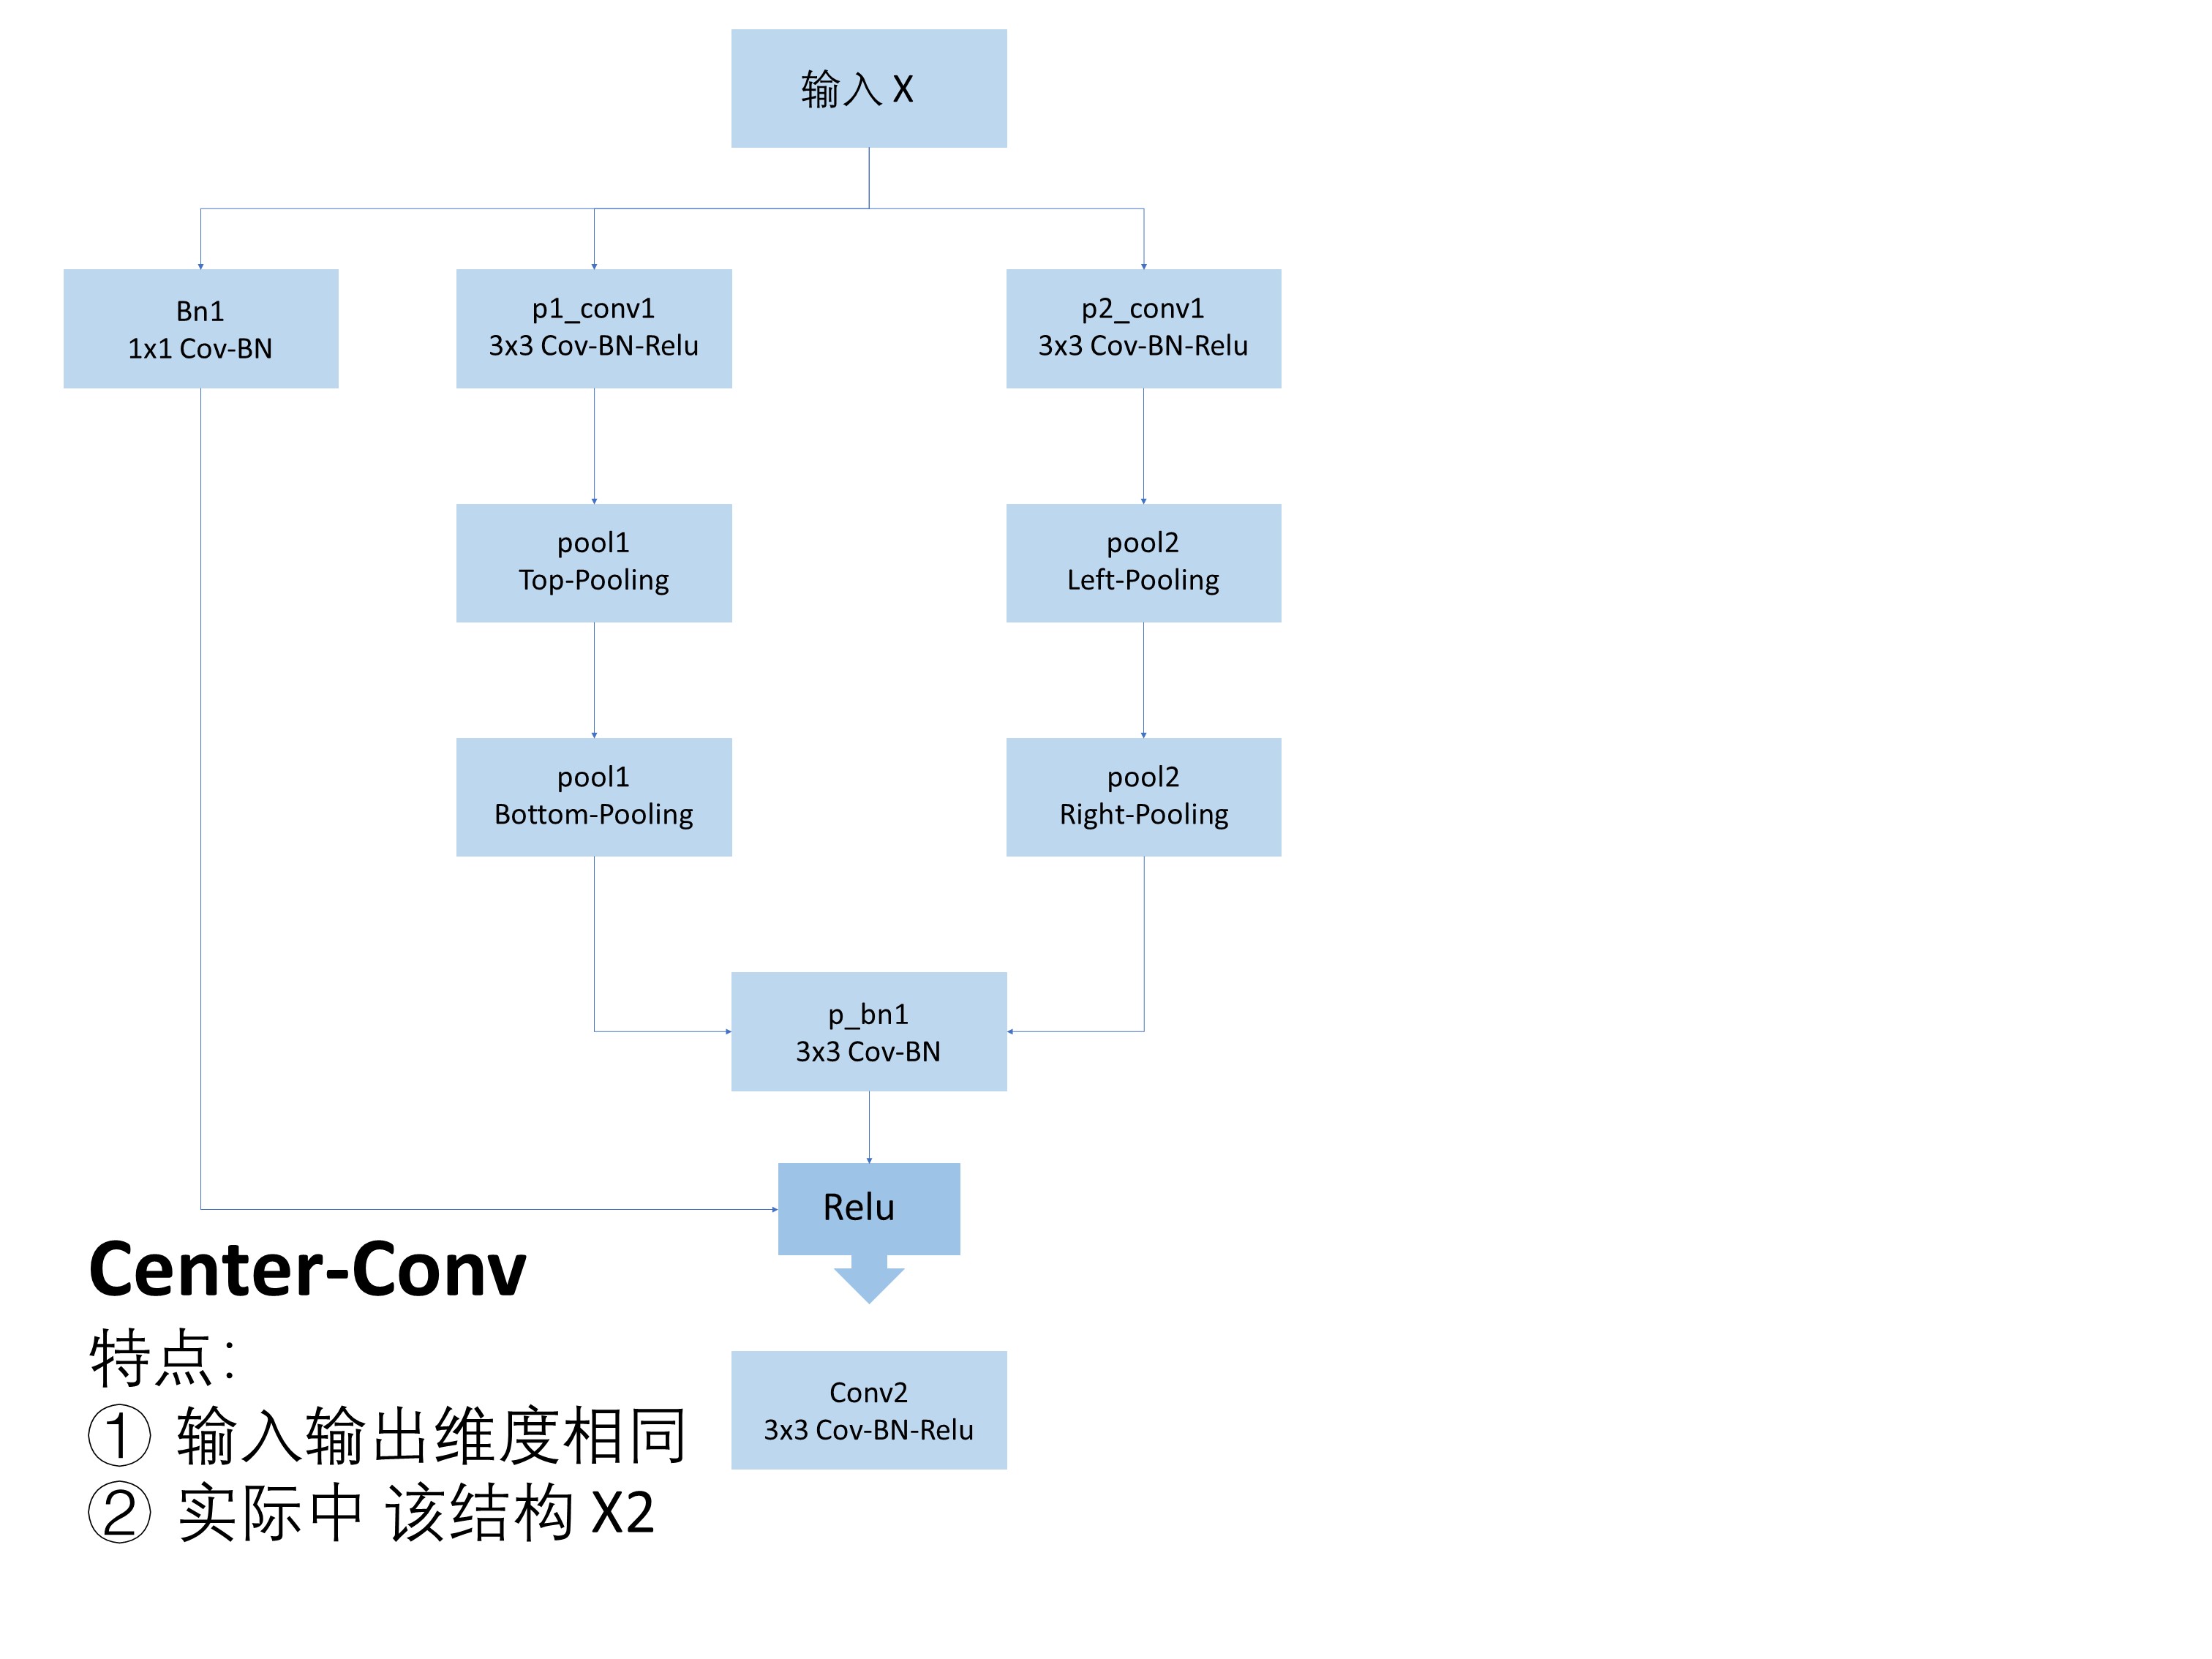 输入 X
Bn1
1x1 Cov-BN
p1_conv1
3x3 Cov-BN-Relu
p2_conv1
3x3 Cov-BN-Relu
pool1
Top-Pooling
pool2
Left-Pooling
pool1
Bottom-Pooling
pool2
Right-Pooling
p_bn1
3x3 Cov-BN
Relu
Conv2
3x3 Cov-BN-Relu
Center-Conv
特点：
① 输入输出维度相同
② 实际中 该结构 X2